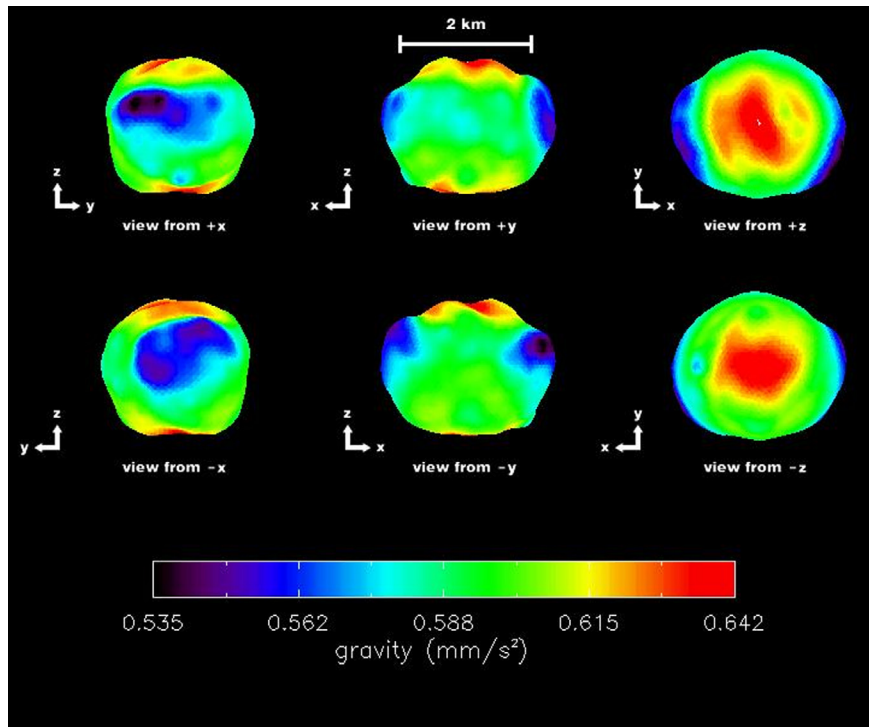 2 km
z
y
view from +x
z
x
view from +y
y
x
view from +z
z
y
view from −x
z
x
view from −y
y
x
view from −z
0.535 0.562 0.588 0.615 0.642
gravity (mm/s²)